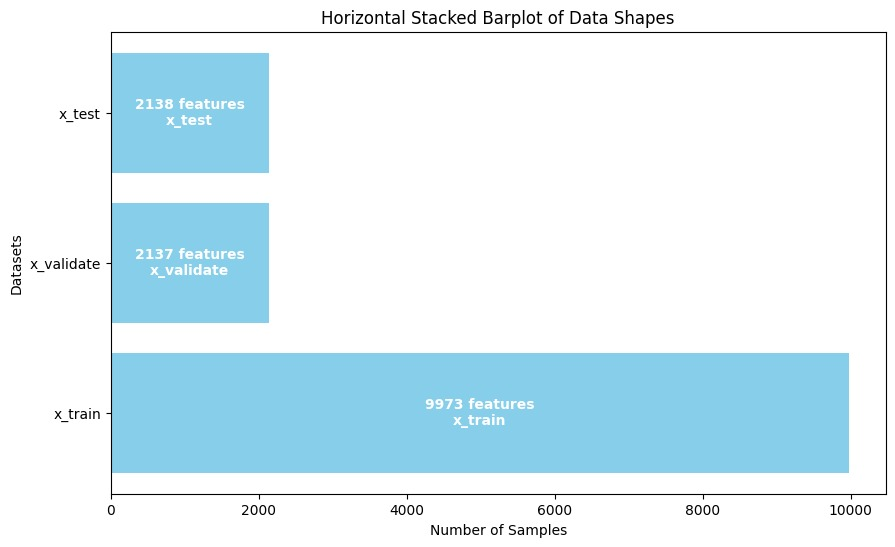 Horizontal Stacked Barplot of Data Shapes
x_test
2138 features
x_test
Datasets
x_validate
2137 features
x_validate
x_train
9973 features
x_train
0 2000 4000 6000 8000 10000
Number of Samples